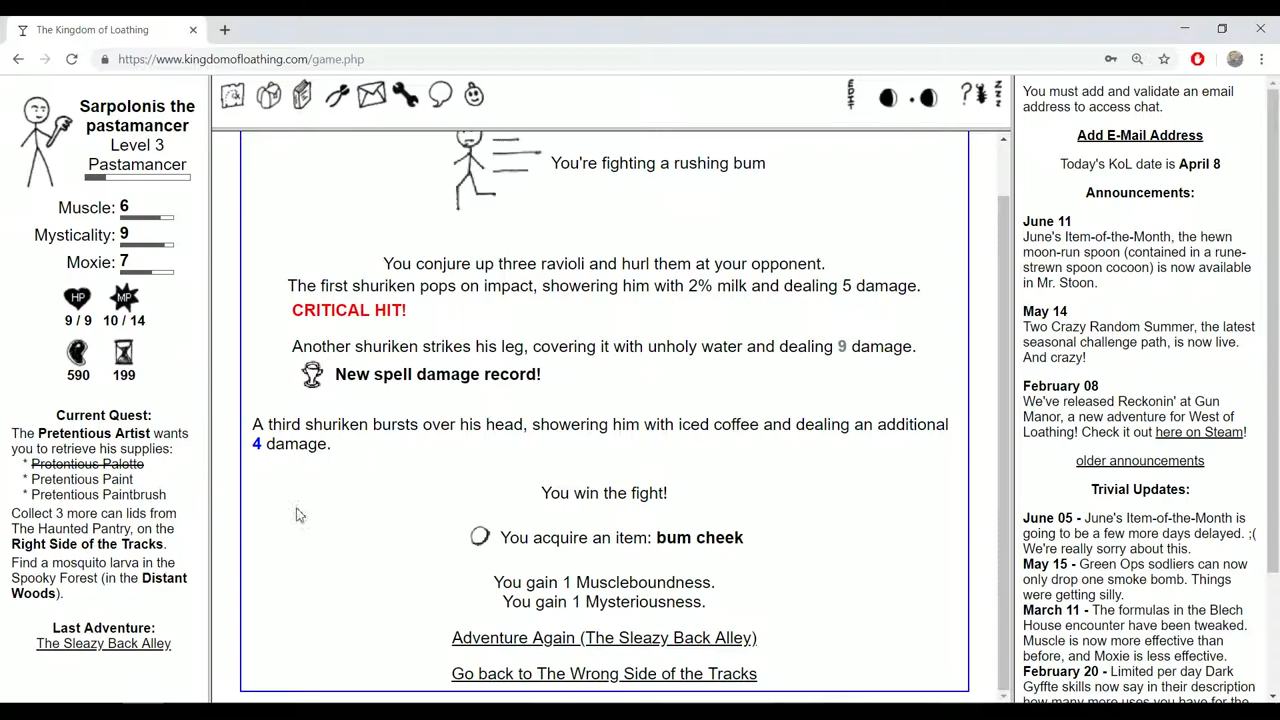 The Kingdom of Loathing
https://www.kingdomofloathing.com/game.php
Sarpolonis the
pastamancer
Level 3
Pastamancer
Muscle: 6
Mysticality: 9
Moxie: 7
HP
MP
9 / 9
10 / 14
590
199
Current Quest:
The Pretentious Artist wants
you to retrieve his supplies:
* Pretentious Palette
* Pretentious Paint
* Pretentious Paintbrush
Collect 3 more can lids from
The Haunted Pantry, on the
Right Side of the Tracks.
Find a mosquito larva in the
Spooky Forest (in the Distant
Woods).
Last Adventure:
The Sleazy Back Alley
EDIT
ZZZ
You're fighting a rushing bum
You conjure up three ravioli and hurl them at your opponent.
The first shuriken pops on impact, showering him with 2% milk and dealing 5 damage.
CRITICAL HIT!
Another shuriken strikes his leg, covering it with unholy water and dealing 9 damage.
New spell damage record!
A third shuriken bursts over his head, showering him with iced coffee and dealing an additional
4 damage.
You win the fight!
You acquire an item: bum cheek
You gain 1 Muscleboundness.
You gain 1 Mysteriousness.
Adventure Again (The Sleazy Back Alley)
Go back to The Wrong Side of the Tracks
You must add and validate an email
address to access chat.
Add E-Mail Address
Today's KoL date is April 8
Announcements:
June 11
June's Item-of-the-Month, the hewn
moon-run spoon (contained in a rune-
strewn spoon cocoon) is now available
in Mr. Store.
May 14
Two Crazy Random Summer, the latest
seasonal challenge path, is now live.
And crazy!
February 08
We've released Reckonin' at Gun
Manor, a new adventure for West of
Loathing! Check it out here on Steam!
older announcements
Trivial Updates:
June 05 - June's Item-of-the-Month is
going to be a few more days delayed. ;(
We're really sorry about this.
May 15 - Green Ops sodliers can now
only drop one smoke bomb. Things
were getting silly.
March 11 - The formulas in the Blech
House encounter have been tweaked.
Muscle is now more effective than
before, and Moxie is less effective.
February 20 - Limited per day Dark
Gyffte skills now say in their description
how many more uses you have for the